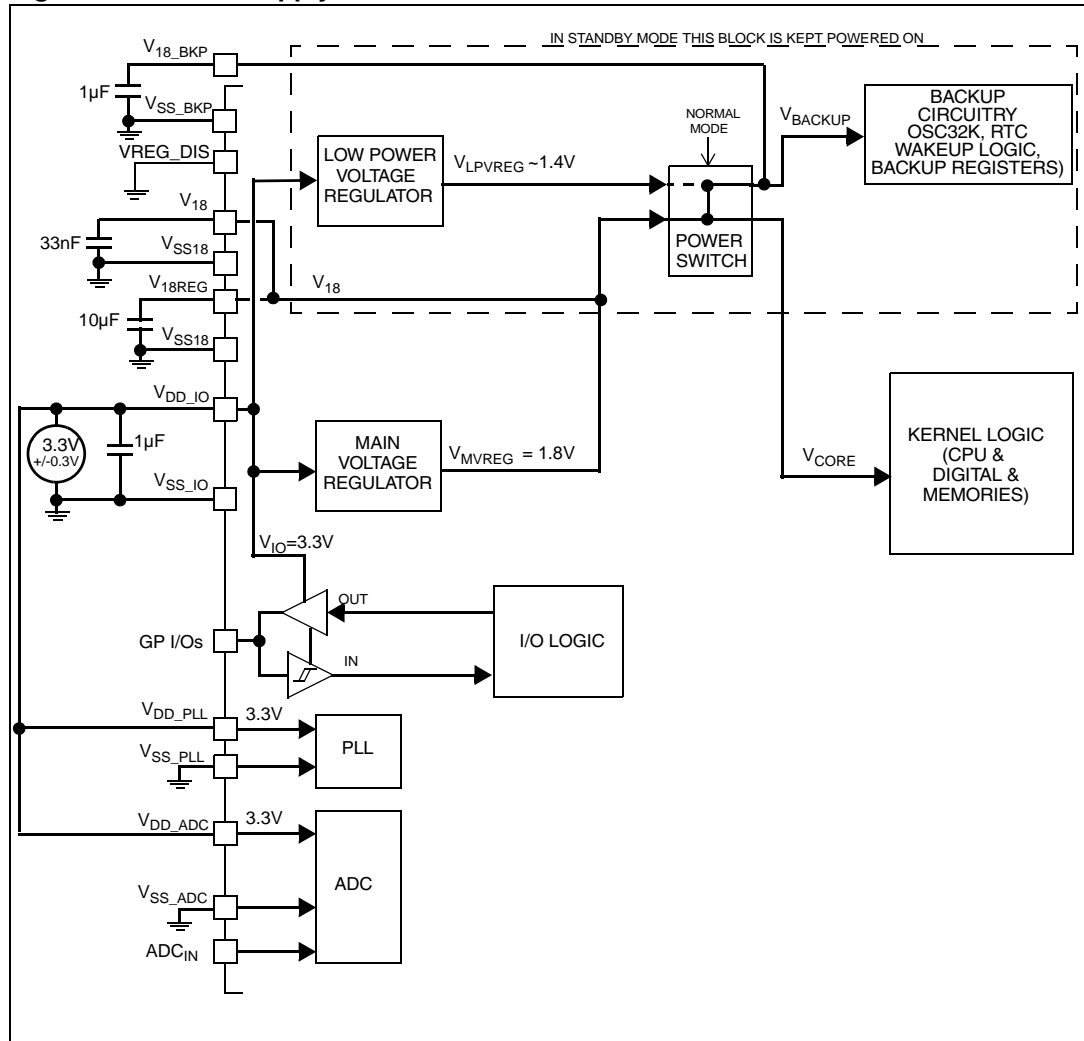 IN STANDBY MODE THIS BLOCK IS KEPT POWERED ON
V18_BKP
1µF
VSS_BKP
VREG_DIS
V18
33nF
VSS18
V18REG
10µF
VSS18
VDD_IO
3.3V
+/-0.3V
1µF
VSS_IO
LOW POWER
VOLTAGE
REGULATOR
VLPVREG ~1.4V
NORMAL
MODE
POWER
SWITCH
VBACKUP
BACKUP
CIRCUITRY
OSC32K, RTC
WAKEUP LOGIC,
BACKUP REGISTERS)
V18
MAIN
VOLTAGE
REGULATOR
VMVREG = 1.8V
VCORE
KERNEL LOGIC
(CPU &
DIGITAL &
MEMORIES)
VIO=3.3V
OUT
GP I/Os
IN
I/O LOGIC
VDD_PLL
3.3V
VSS_PLL
PLL
VDD_ADC
3.3V
VSS_ADC
ADC
ADCIN